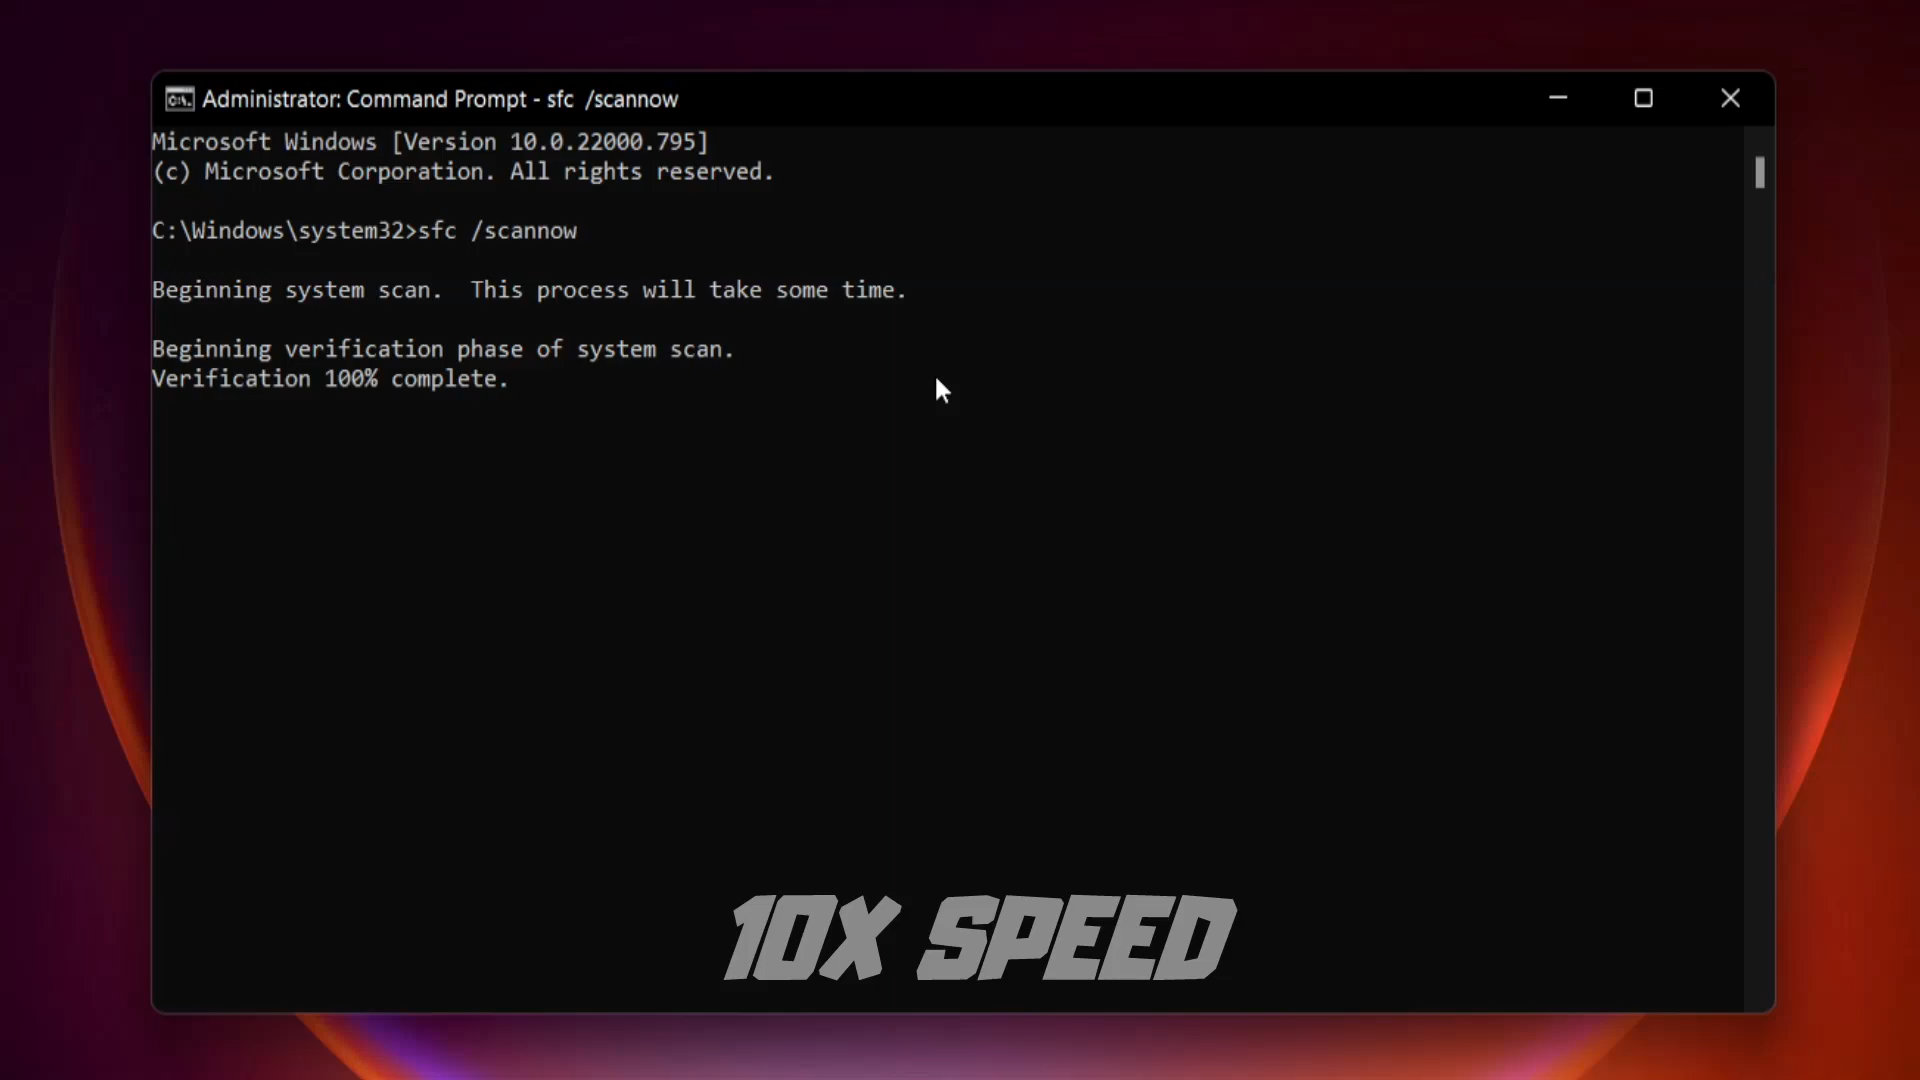 Administrator: Command Prompt - sfc  /scannow
Microsoft Windows [Version 10.0.22000.795]
(c) Microsoft Corporation. All rights reserved.
C:\Windows\system32>sfc /scannow
Beginning system scan.  This process will take some time.
Beginning verification phase of system scan.
Verification 100% complete.
10X SPEED